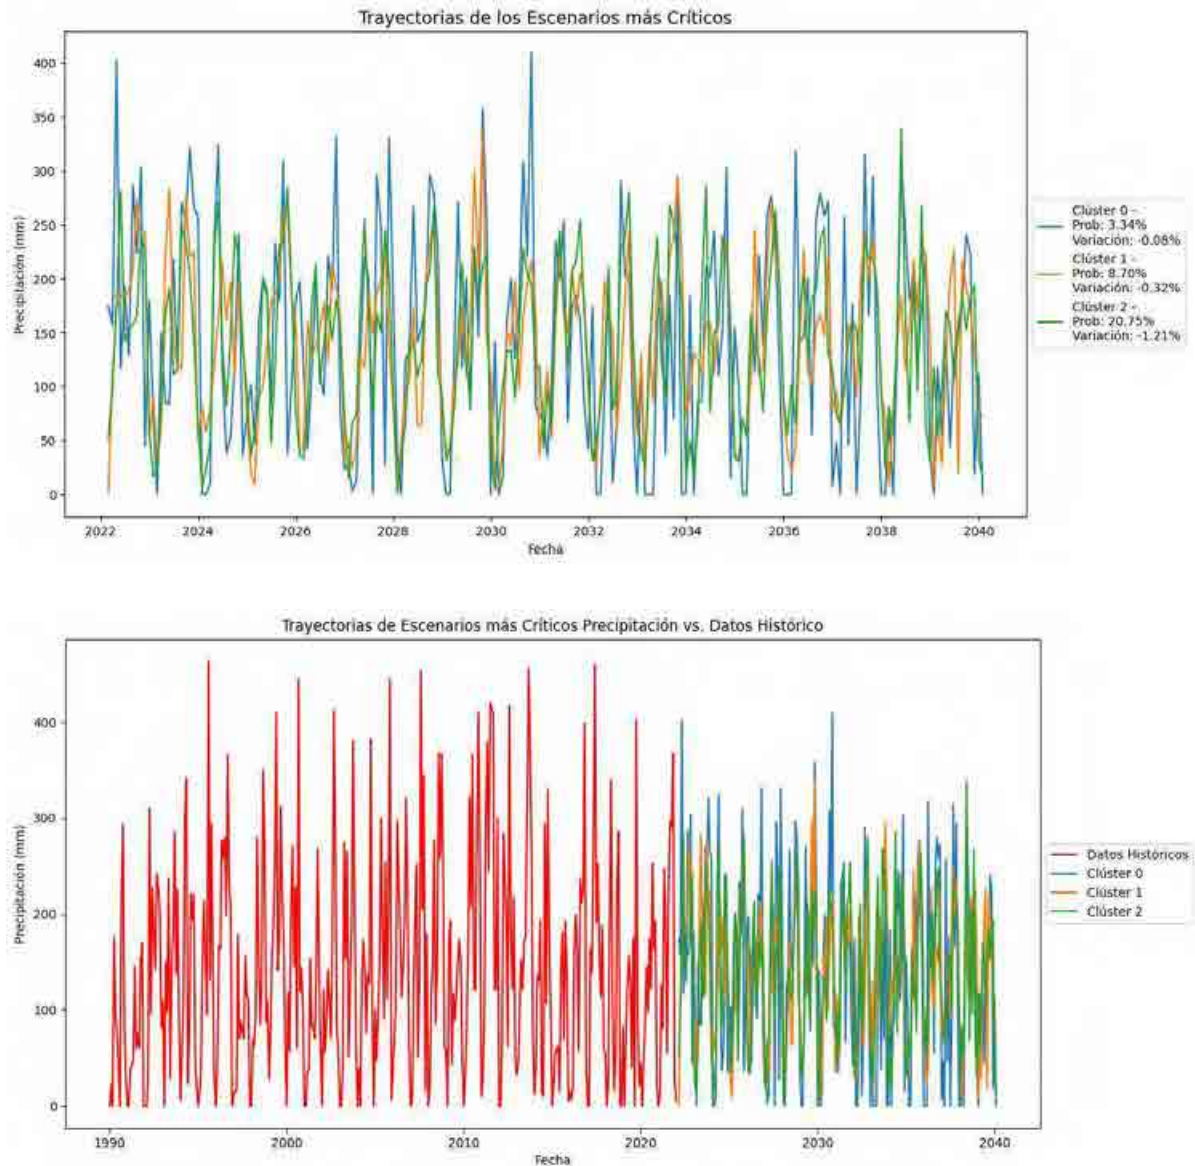 Trayectorias de los Escenarios más Críticos
Precipitación (mm)
400
350
300
250
200
150
100
50
0
2022 2024 2026 2028 2030 2032 2034 2036 2038 2040
Fecha
Clúster 0 -
Prob: 3.34%
Variación: -0.08%
Clúster 1 -
Prob: 8.70%
Variación: -0.32%
Clúster 2 -
Prob: 20.75%
Variación: -1.21%
Trayectorias de Escenarios más Críticos Precipitación vs. Datos Histórico
Precipitación (mm)
400
300
200
100
0
1990 2000 2010 2020 2030 2040
Fecha
Datos Históricos
Clúster 0
Clúster 1
Clúster 2